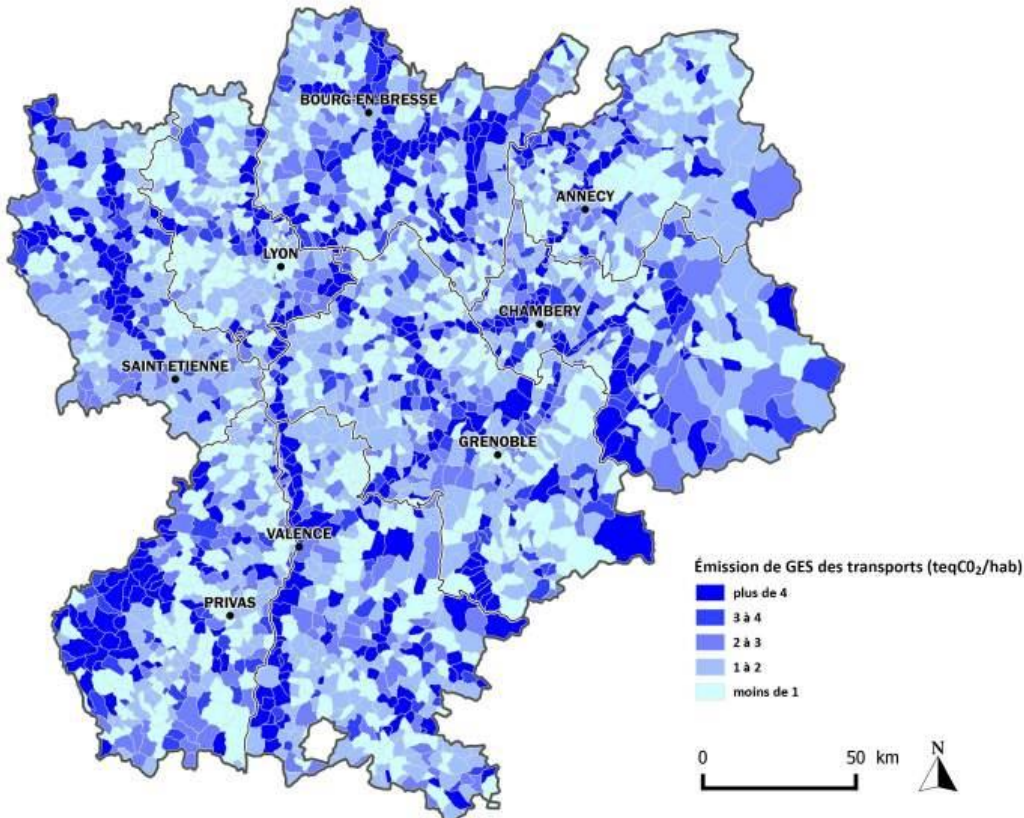 BOURG-EN-BRESSE
ANNECY
LYON
CHAMBERY
SAINT ETIENNE
GRENOBLE
VALENCE
PRIVAS
Émission de GES des transports (teqC0₂/hab)
plus de 4
3 à 4
2 à 3
1 à 2
moins de 1
0 50 km
N